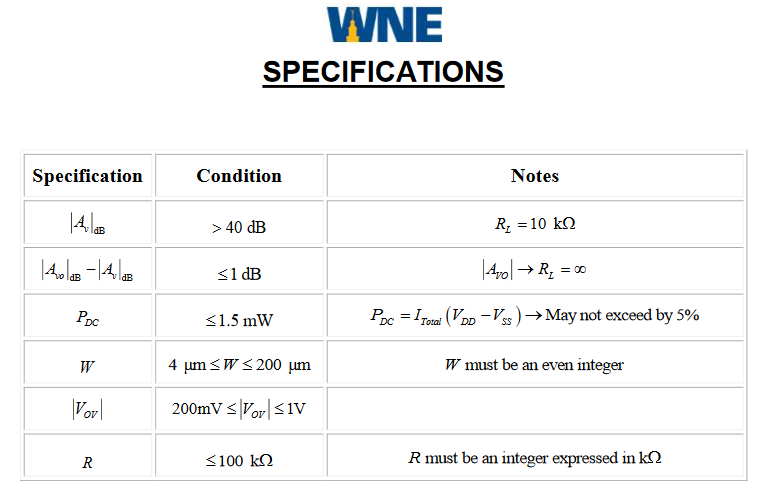 WNE
SPECIFICATIONS
Specification Condition Notes
|A_v|_dB > 40 dB R_L = 10 kΩ
|A_vo|_dB − |A_v|_dB ≤ 1 dB |A_VO| → R_L = ∞
P_DC ≤ 1.5 mW P_DC = I_Total (V_DD − V_SS) → May not exceed by 5%
W 4 μm ≤ W ≤ 200 μm W must be an even integer
|V_OV| 200mV ≤ |V_OV| ≤ 1V
R ≤ 100 kΩ R must be an integer expressed in kΩ